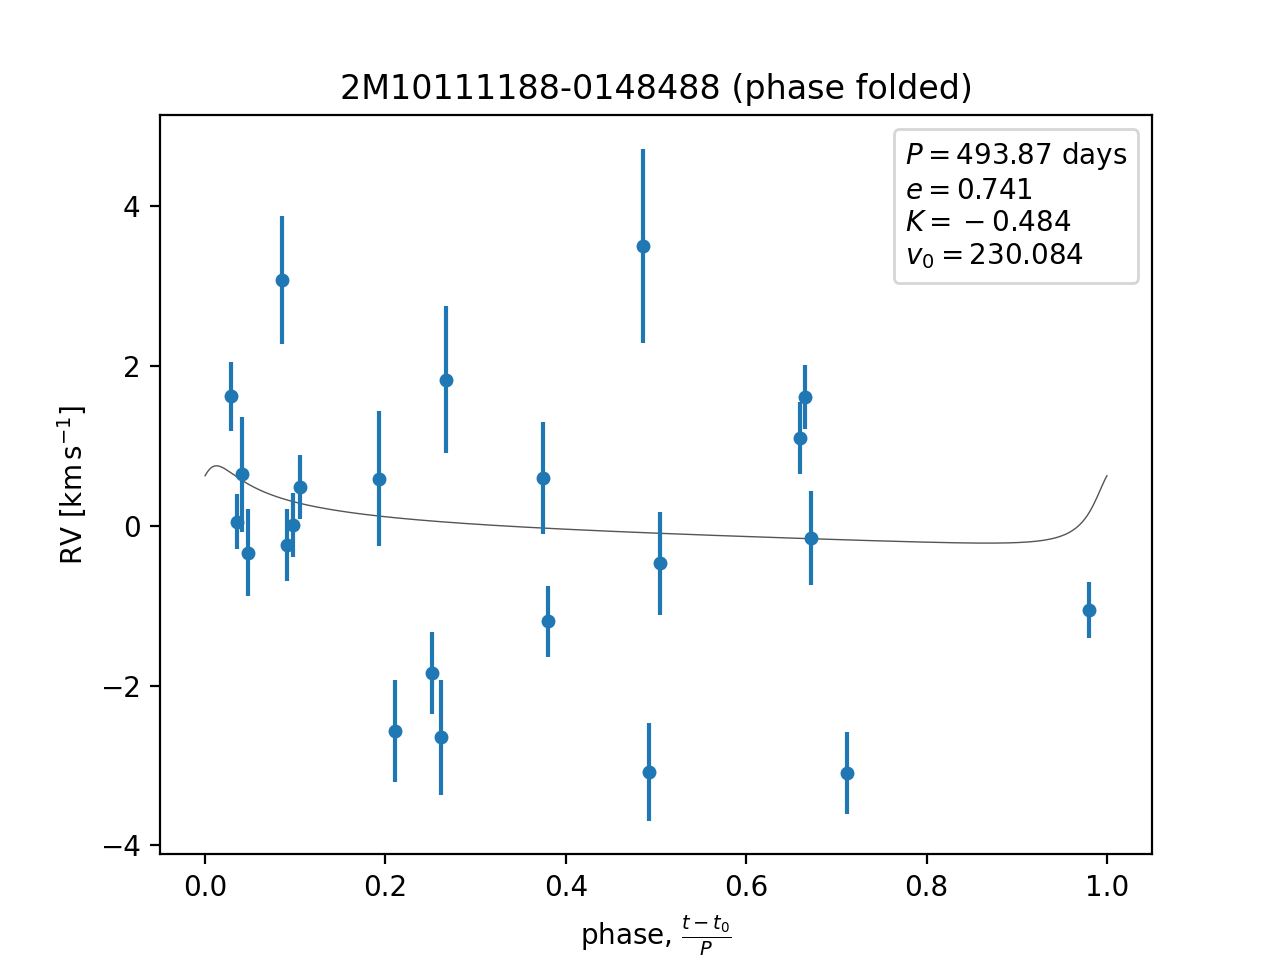 2M10111188-0148488 (phase folded)
P = 493.87 days
e = 0.741
K = −0.484
v₀ = 230.084
4
2
0
−2
−4
RV [km s⁻¹]
0.0 0.2 0.4 0.6 0.8 1.0
phase, (t − t₀)/P